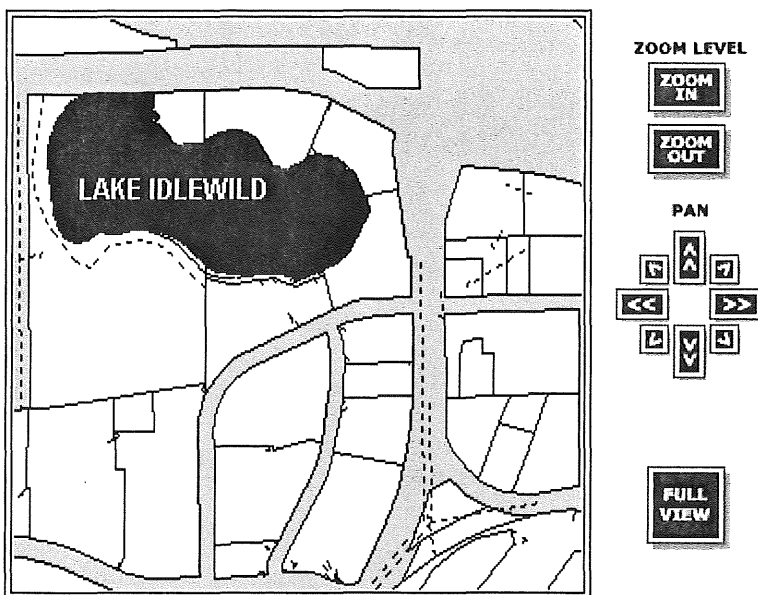 ZOOM LEVEL
ZOOM
IN
ZOOM
OUT
LAKE IDLEWILD
PAN
<<
>>
FULL
VIEW